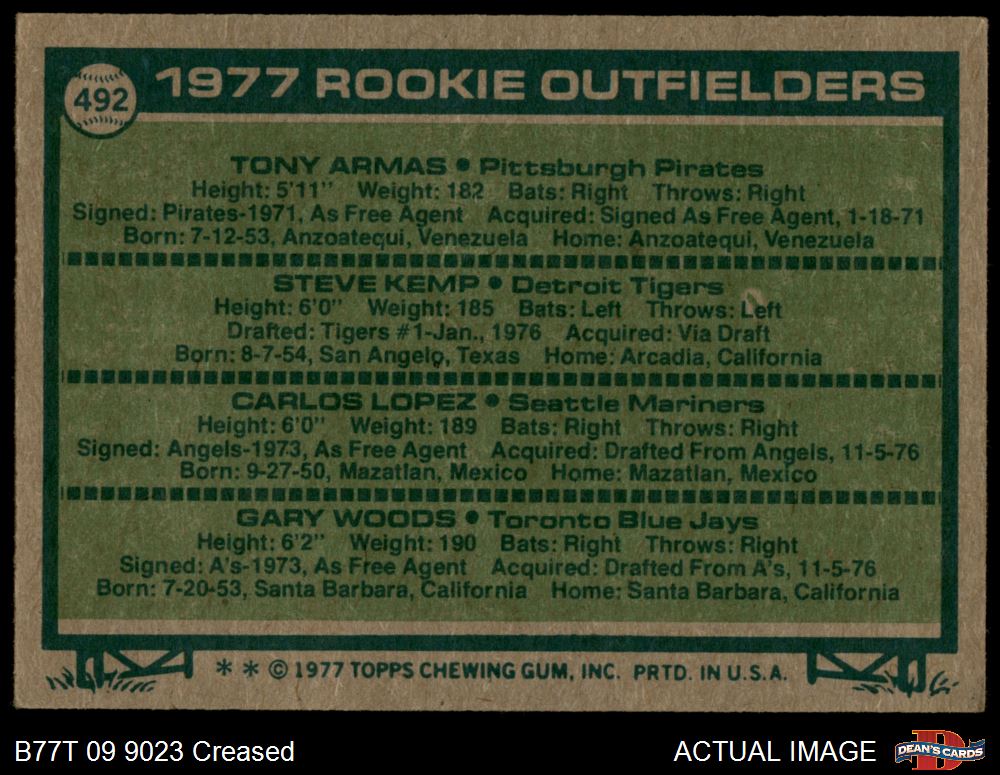 492
1977 ROOKIE OUTFIELDERS
TONY ARMAS • Pittsburgh Pirates
Height: 5'11" Weight: 182 Bats: Right Throws: Right
Signed: Pirates-1971, As Free Agent Acquired: Signed As Free Agent, 1-18-71
Born: 7-12-53, Anzoatequi, Venezuela Home: Anzoatequi, Venezuela
STEVE KEMP • Detroit Tigers
Height: 6'0" Weight: 185 Bats: Left Throws: Left
Drafted: Tigers #1-Jan., 1976 Acquired: Via Draft
Born: 8-7-54, San Angelo, Texas Home: Arcadia, California
CARLOS LOPEZ • Seattle Mariners
Height: 6'0" Weight: 189 Bats: Right Throws: Right
Signed: Angels-1973, As Free Agent Acquired: Drafted From Angels, 11-5-76
Born: 9-27-50, Mazatlan, Mexico Home: Mazatlan, Mexico
GARY WOODS • Toronto Blue Jays
Height: 6'2" Weight: 190 Bats: Right Throws: Right
Signed: A's-1973, As Free Agent Acquired: Drafted From A's, 11-5-76
Born: 7-20-53, Santa Barbara, California Home: Santa Barbara, California
* * © 1977 TOPPS CHEWING GUM, INC. PRTD. IN U.S.A.
B77T 09 9023 Creased
ACTUAL IMAGE
DEAN'S CARDS